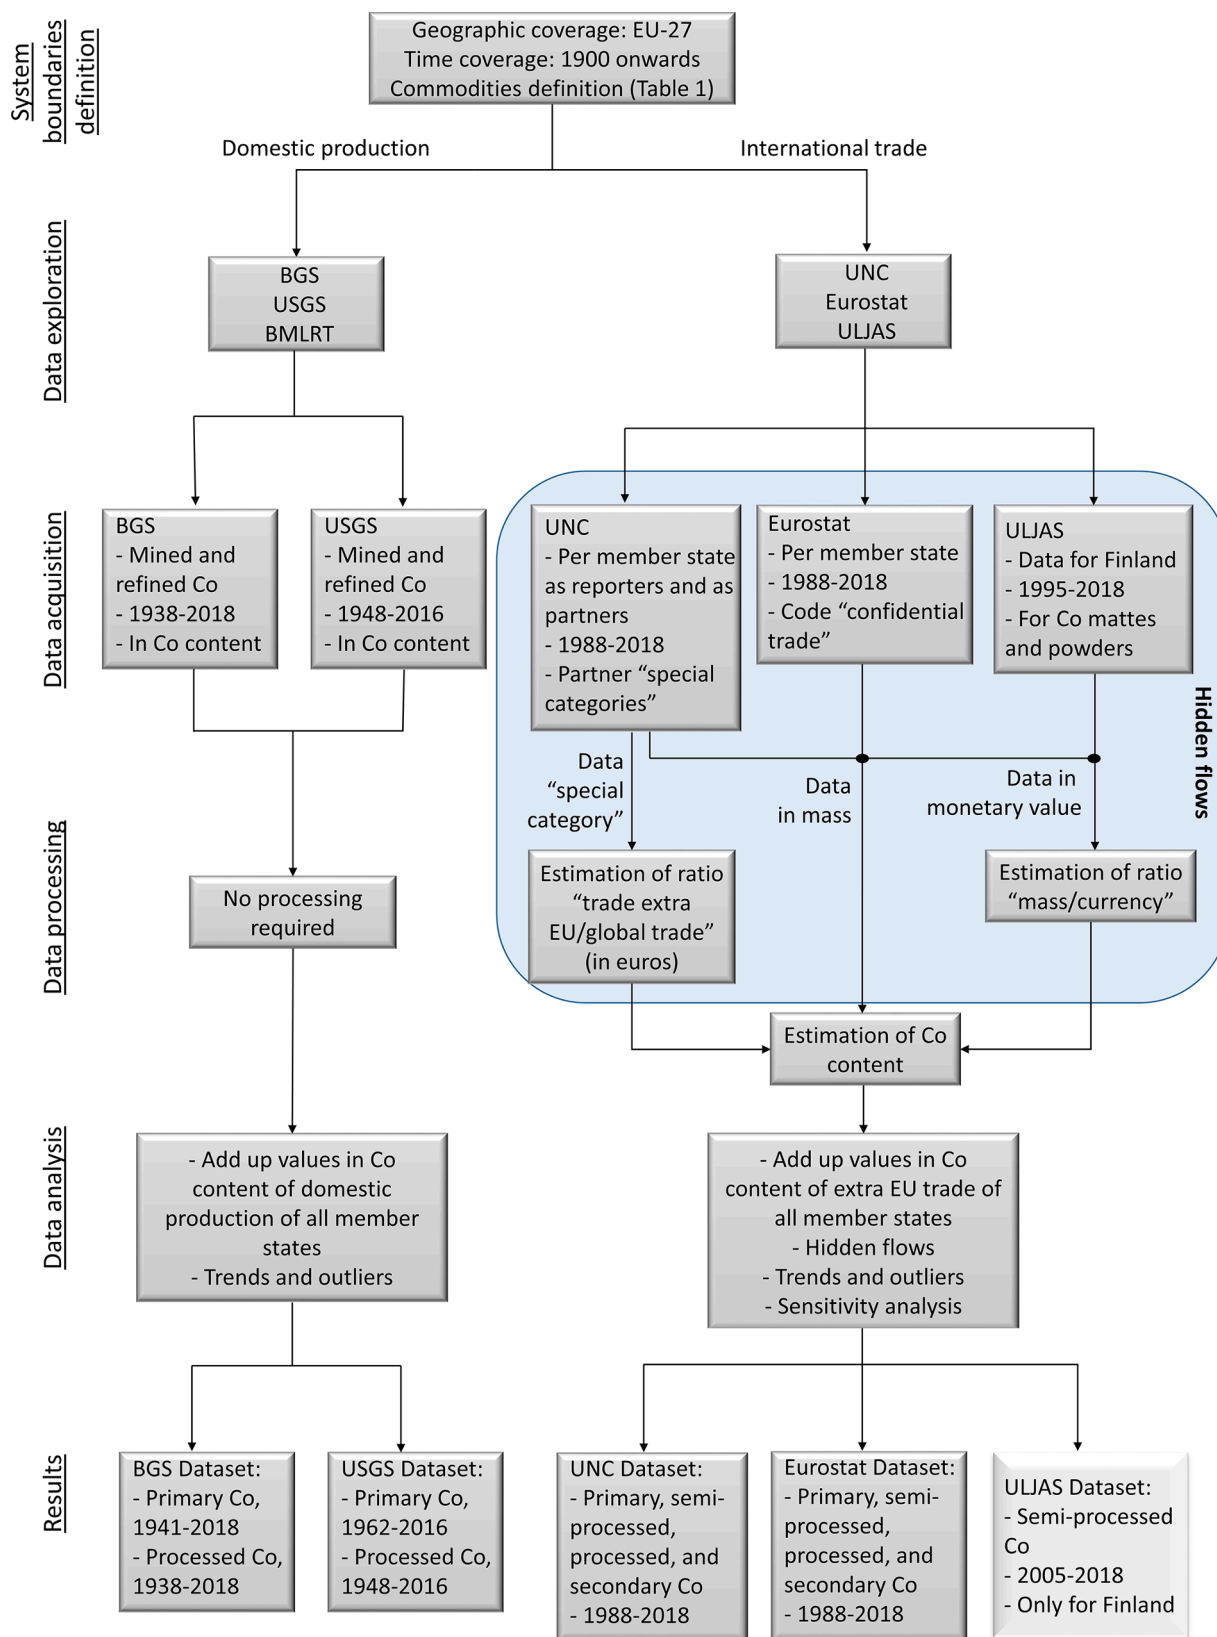 System
boundaries
definition
Geographic coverage: EU-27
Time coverage: 1900 onwards
Commodities definition (Table 1)
Domestic production
International trade
Data exploration
BGS
USGS
BMLRT
UNC
Eurostat
ULJAS
Data acquisition
BGS
- Mined and
refined Co
- 1938-2018
- In Co content
USGS
- Mined and
refined Co
- 1948-2016
- In Co content
UNC
- Per member state
as reporters and as
partners
- 1988-2018
- Partner “special
categories”
Eurostat
- Per member state
- 1988-2018
- Code “confidential
trade”
ULJAS
- Data for Finland
- 1995-2018
- For Co mattes
and powders
Hidden flows
Data
“special
category”
Data
in mass
Data in
monetary value
Data processing
No processing
required
Estimation of ratio
“trade extra
EU/global trade”
(in euros)
Estimation of ratio
“mass/currency”
Estimation of Co
content
Data analysis
- Add up values in Co
content of domestic
production of all member
states
- Trends and outliers
- Add up values in Co
content of extra EU trade of
all member states
- Hidden flows
- Trends and outliers
- Sensitivity analysis
Results
BGS Dataset:
- Primary Co,
1941-2018
- Processed Co,
1938-2018
USGS Dataset:
- Primary Co,
1962-2016
- Processed Co,
1948-2016
UNC Dataset:
- Primary, semi-
processed,
processed, and
secondary Co
- 1988-2018
Eurostat Dataset:
- Primary, semi-
processed,
processed, and
secondary Co
- 1988-2018
ULJAS Dataset:
- Semi-processed
Co
- 2005-2018
- Only for Finland